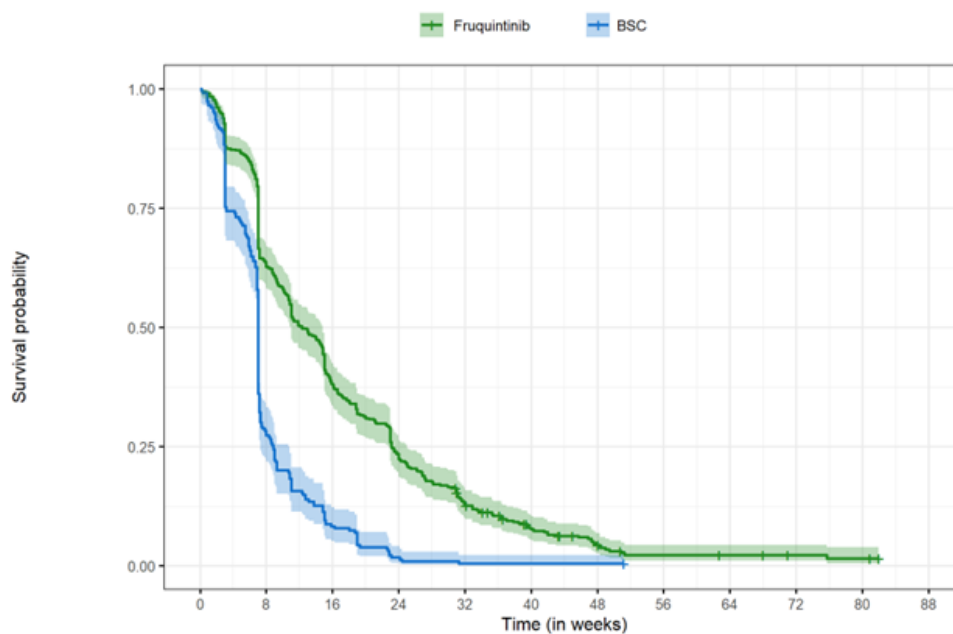 Fruquintinib BSC
Survival probability
1.00
0.75
0.50
0.25
0.00
0 8 16 24 32 40 48 56 64 72 80 88
Time (in weeks)